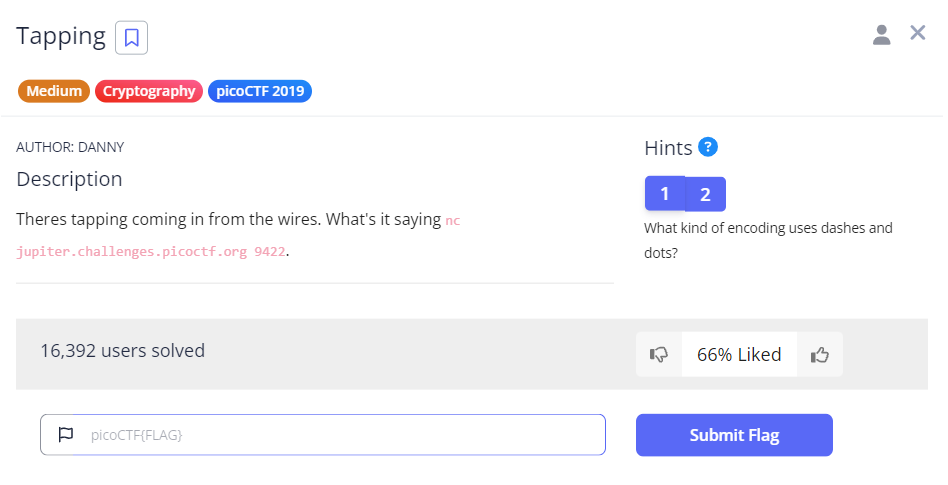 Tapping
Medium Cryptography picoCTF 2019
AUTHOR: DANNY
Description
Theres tapping coming in from the wires. What's it saying nc
jupiter.challenges.picoctf.org 9422.
Hints ?
1 2
What kind of encoding uses dashes and
dots?
16,392 users solved
66% Liked
picoCTF{FLAG}
Submit Flag